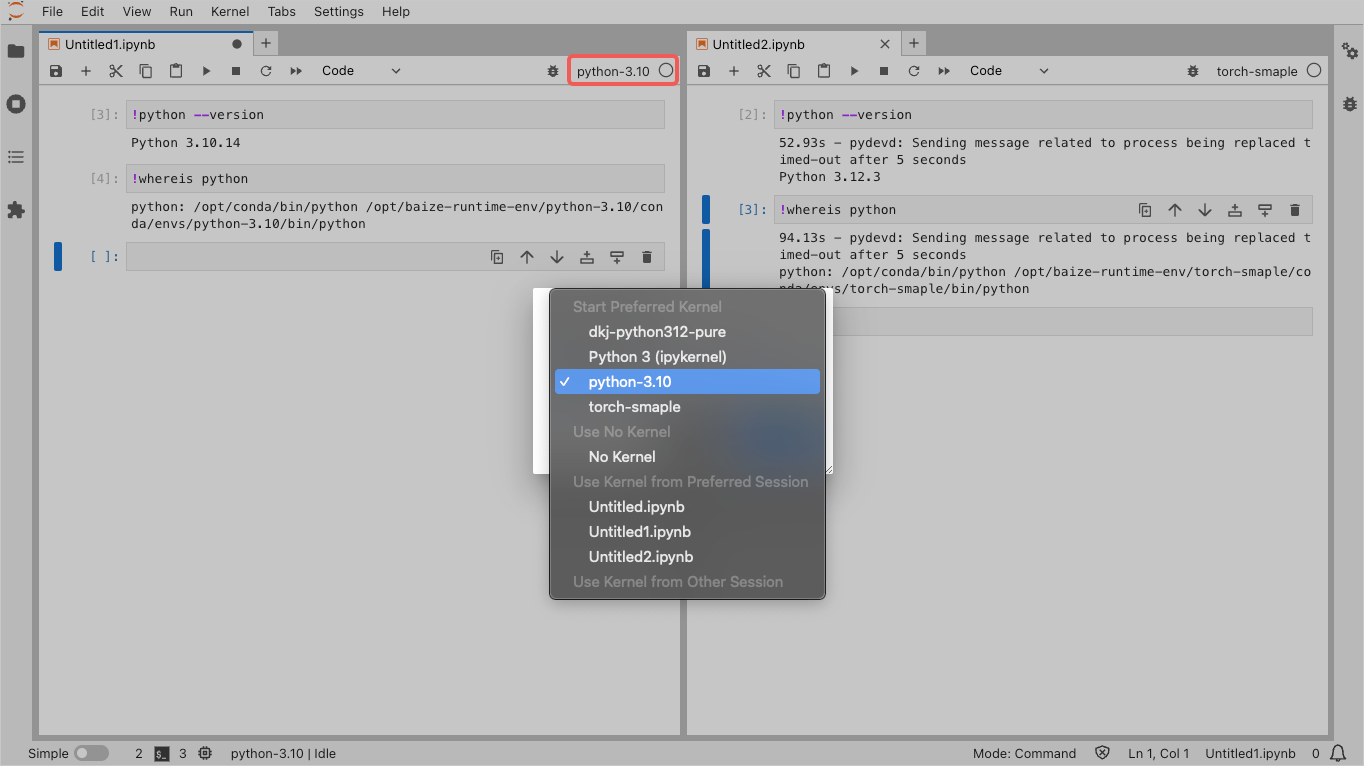 File Edit View Run Kernel Tabs Settings Help
Untitled1.ipynb
Code
python-3.10
[3]: !python --version
Python 3.10.14
[4]: !whereis python
python: /opt/conda/bin/python /opt/baize-runtime-env/python-3.10/con
da/envs/python-3.10/bin/python
[ ]:
Untitled2.ipynb
Code
torch-smaple
[2]: !python --version
52.93s - pydevd: Sending message related to process being replaced t
imed-out after 5 seconds
Python 3.12.3
[3]: !whereis python
94.13s - pydevd: Sending message related to process being replaced t
imed-out after 5 seconds
python: /opt/conda/bin/python /opt/baize-runtime-env/torch-smaple/co
nda/envs/torch-smaple/bin/python
Start Preferred Kernel
dkj-python312-pure
Python 3 (ipykernel)
✓ python-3.10
torch-smaple
Use No Kernel
No Kernel
Use Kernel from Preferred Session
Untitled.ipynb
Untitled1.ipynb
Untitled2.ipynb
Use Kernel from Other Session
Simple 2 $_ 3 python-3.10 | Idle Mode: Command Ln 1, Col 1 Untitled1.ipynb 0